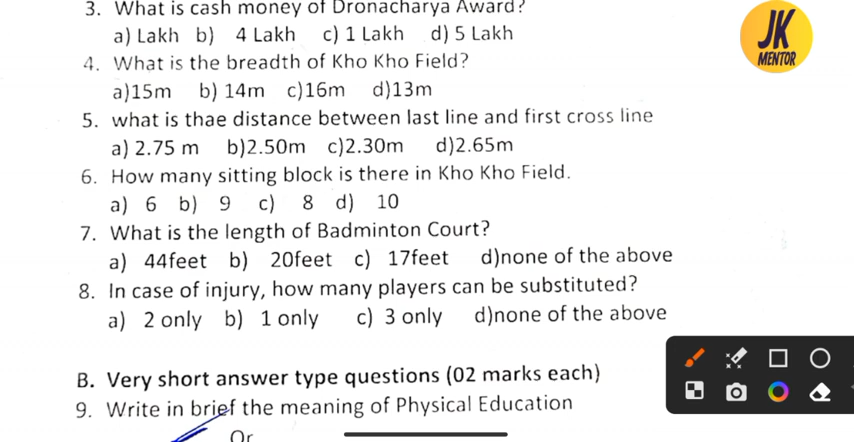 3. What is cash money of Dronacharya Award?
a) Lakh b) 4 Lakh c) 1 Lakh d) 5 Lakh
4. What is the breadth of Kho Kho Field?
a)15m b) 14m c)16m d)13m
5. what is thae distance between last line and first cross line
a) 2.75 m b)2.50m c)2.30m d)2.65m
6. How many sitting block is there in Kho Kho Field.
a) 6 b) 9 c) 8 d) 10
7. What is the length of Badminton Court?
a) 44feet b) 20feet c) 17feet d)none of the above
8. In case of injury, how many players can be substituted?
a) 2 only b) 1 only c) 3 only d)none of the above
B. Very short answer type questions (02 marks each)
9. Write in brief the meaning of Physical Education
Or
JK
MENTOR